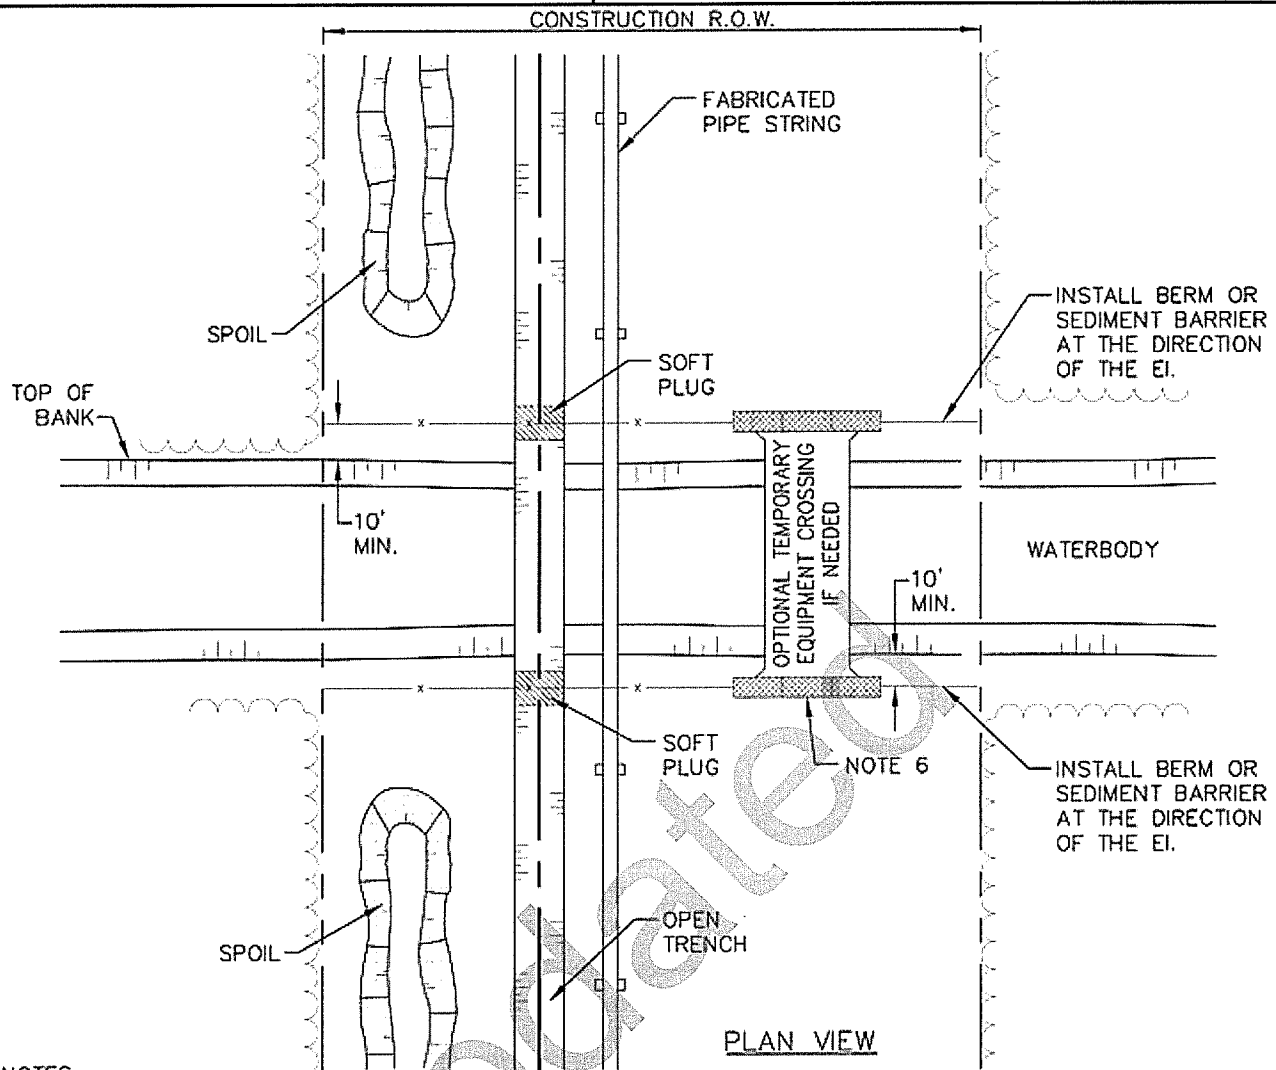 CONSTRUCTION R.O.W.
FABRICATED
PIPE STRING
SPOIL
INSTALL BERM OR
SEDIMENT BARRIER
AT THE DIRECTION
OF THE EI.
SOFT
PLUG
TOP OF
BANK
10'
MIN.
OPTIONAL TEMPORARY
EQUIPMENT CROSSING
IF NEEDED
WATERBODY
10'
MIN.
SOFT
PLUG
NOTE 6
INSTALL BERM OR
SEDIMENT BARRIER
AT THE DIRECTION
OF THE EI.
SPOIL
OPEN
TRENCH
PLAN VIEW